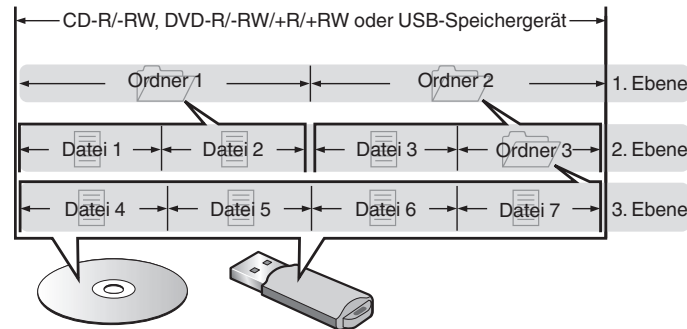 CD-R/-RW, DVD-R/-RW/+R/+RW oder USB-Speichergerät
Ordner 1 Ordner 2 1. Ebene
Datei 1 Datei 2 Datei 3 Ordner 3 2. Ebene
Datei 4 Datei 5 Datei 6 Datei 7 3. Ebene